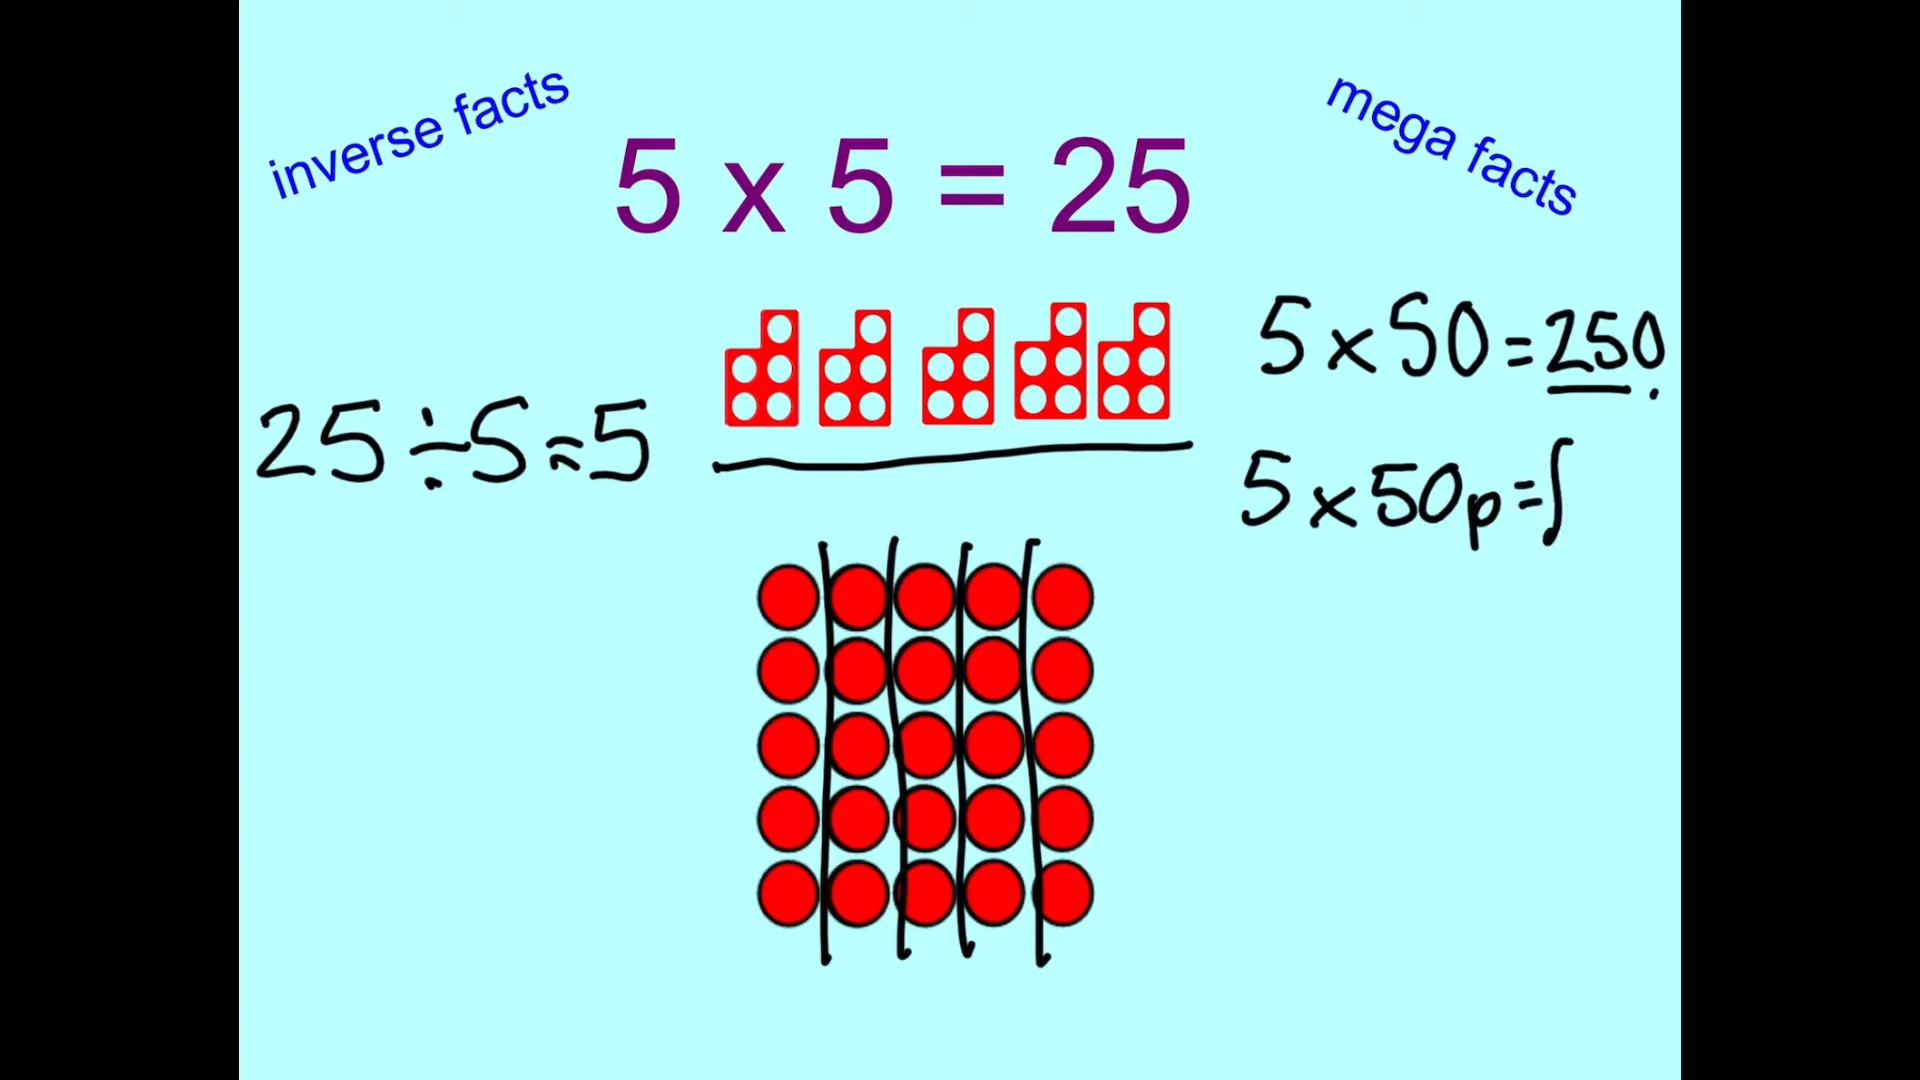 inverse facts
mega facts
5 x 5 = 25
5 x 50 = 250
25 ÷ 5 = 5
5 x 50p =